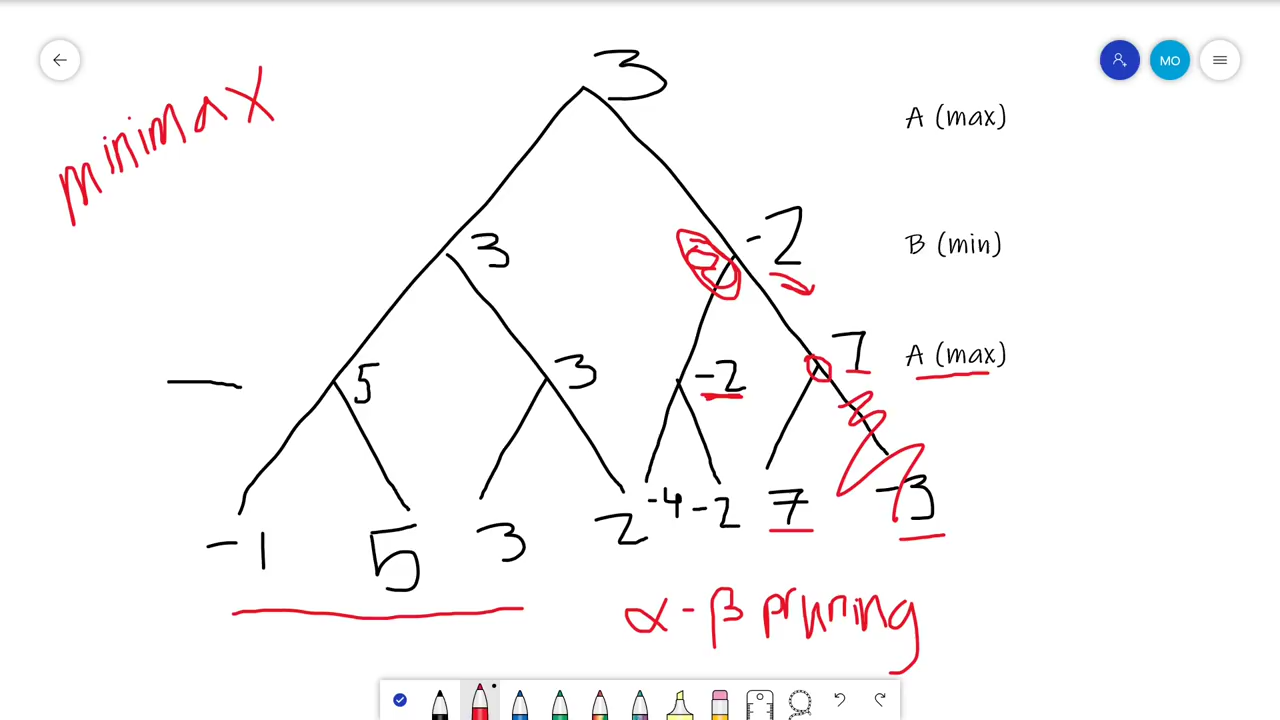 minimax
3
A (max)
3
-2
B (min)
5
3
-2
7
A (max)
-1
5
3
2
-4
-2
7
-3
α-β pruning
MO